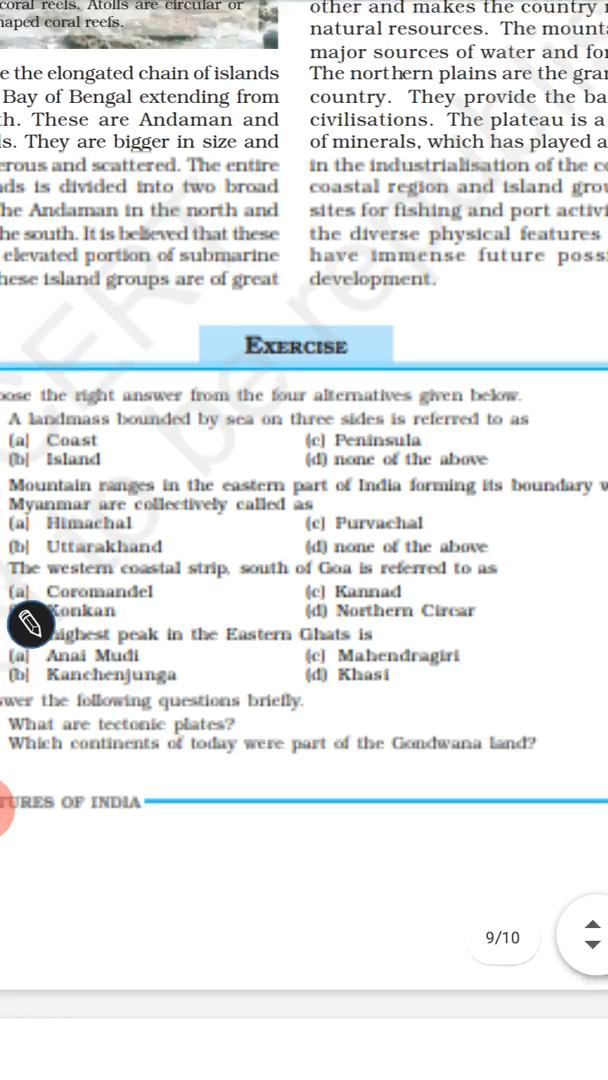 coral reefs. Atolls are circular or
haped coral reefs.
e the elongated chain of islands
Bay of Bengal extending from
th. These are Andaman and
ls. They are bigger in size and
erous and scattered. The entire
ds is divided into two broad
he Andaman in the north and
he south. It is believed that these
elevated portion of submarine
hese island groups are of great
other and makes the country
natural resources. The mount
major sources of water and for
The northern plains are the gra
country. They provide the ba
civilisations. The plateau is a
of minerals, which has played a
in the industrialisation of the c
coastal region and island grou
sites for fishing and port activi
the diverse physical features
have immense future poss
development.
EXERCISE
oose the right answer from the four alternatives given below.
A landmass bounded by sea on three sides is referred to as
(a) Coast
(c) Peninsula
(b) Island
(d) none of the above
Mountain ranges in the eastern part of India forming its boundary w
Myanmar are collectively called as
(a) Himachal
(c) Purvachal
(b) Uttarakhand
(d) none of the above
The western coastal strip, south of Goa is referred to as
(a) Coromandel
(c) Kannad
Konkan
(d) Northern Circar
highest peak in the Eastern Ghats is
(a) Anai Mudi
(c) Mahendragiri
(b) Kanchenjunga
(d) Khasi
swer the following questions briefly.
What are tectonic plates?
Which continents of today were part of the Gondwana land?
TURES OF INDIA
9/10